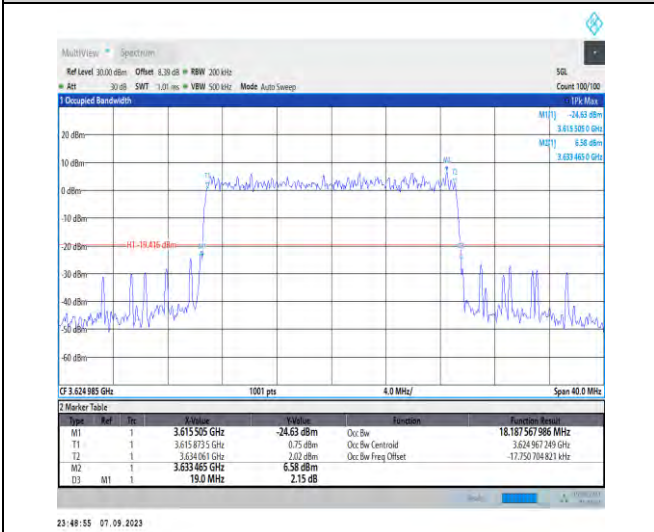 MultiView Spectrum
Ref Level 30.00 dBm Offset 8.39 dB RBW 200 kHz SGL
Att 30 dB SWT 1.01 ms VBW 500 kHz Mode Auto Sweep Count 100/100
1 Occupied Bandwidth 1Pk Max
M1[1] -24.63 dBm
3.615 505 0 GHz
M2[1] 6.58 dBm
3.633 465 0 GHz
20 dBm
10 dBm
M2
T1 T2
0 dBm
-10 dBm
-20 dBm H1 -19.416 dBm
-30 dBm
-40 dBm
-50 dBm
-60 dBm
CF 3.624 985 GHz 1001 pts 4.0 MHz/ Span 40.0 MHz
2 Marker Table
Type Ref Trc X-Value Y-Value Function Function Result
M1 1 3.615 505 GHz -24.63 dBm Occ Bw 18.187 567 986 MHz
T1 1 3.615 873 5 GHz 0.75 dBm Occ Bw Centroid 3.624 967 249 GHz
T2 1 3.634 061 GHz 2.02 dBm Occ Bw Freq Offset -17.750 704 821 kHz
M2 1 3.633 465 GHz 6.58 dBm
D3 M1 1 19.0 MHz 2.15 dB
23:48:55 07.09.2023